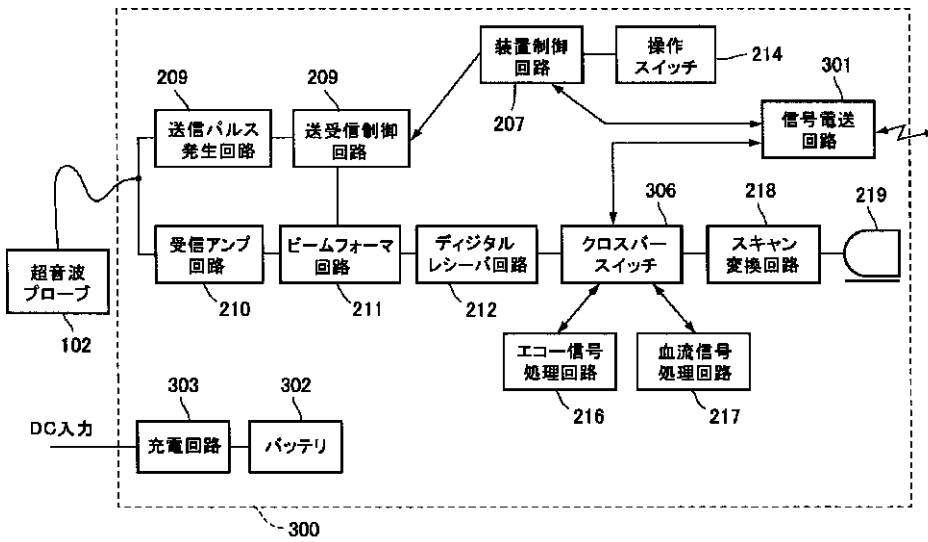 装置制御
回路
207
操作
スイッチ
214
301
信号電送
回路
209
送信パルス
発生回路
209
送受信制御
回路
306
218
219
超音波
プローブ
102
受信アンプ
回路
210
ビームフォーマ
回路
211
ディジタル
レシーバ回路
212
クロスバー
スイッチ
スキャン
変換回路
エコー信号
処理回路
216
血流信号
処理回路
217
DC入力
303
充電回路
302
バッテリ
300